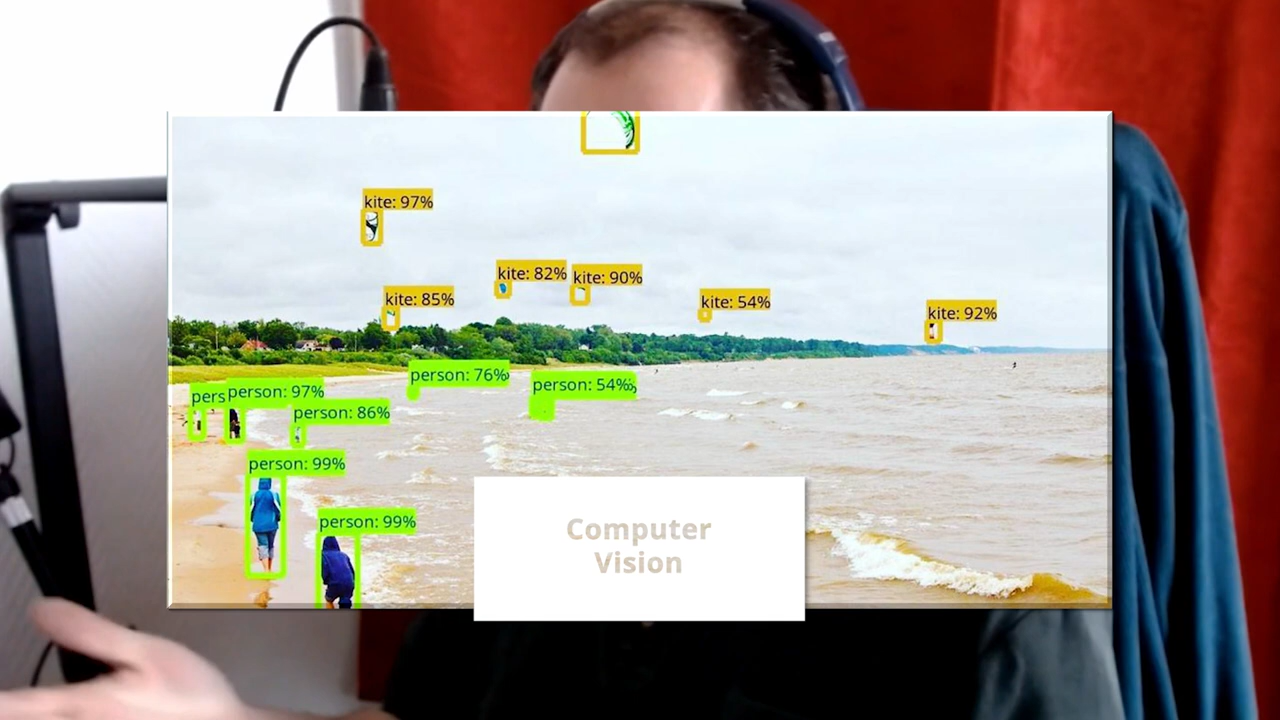 kite: 97%
kite: 82%
kite: 90%
kite: 85%
kite: 54%
kite: 92%
person: 76%
person: 54%
pers
person: 97%
person: 86%
person: 99%
person: 99%
Computer
Vision